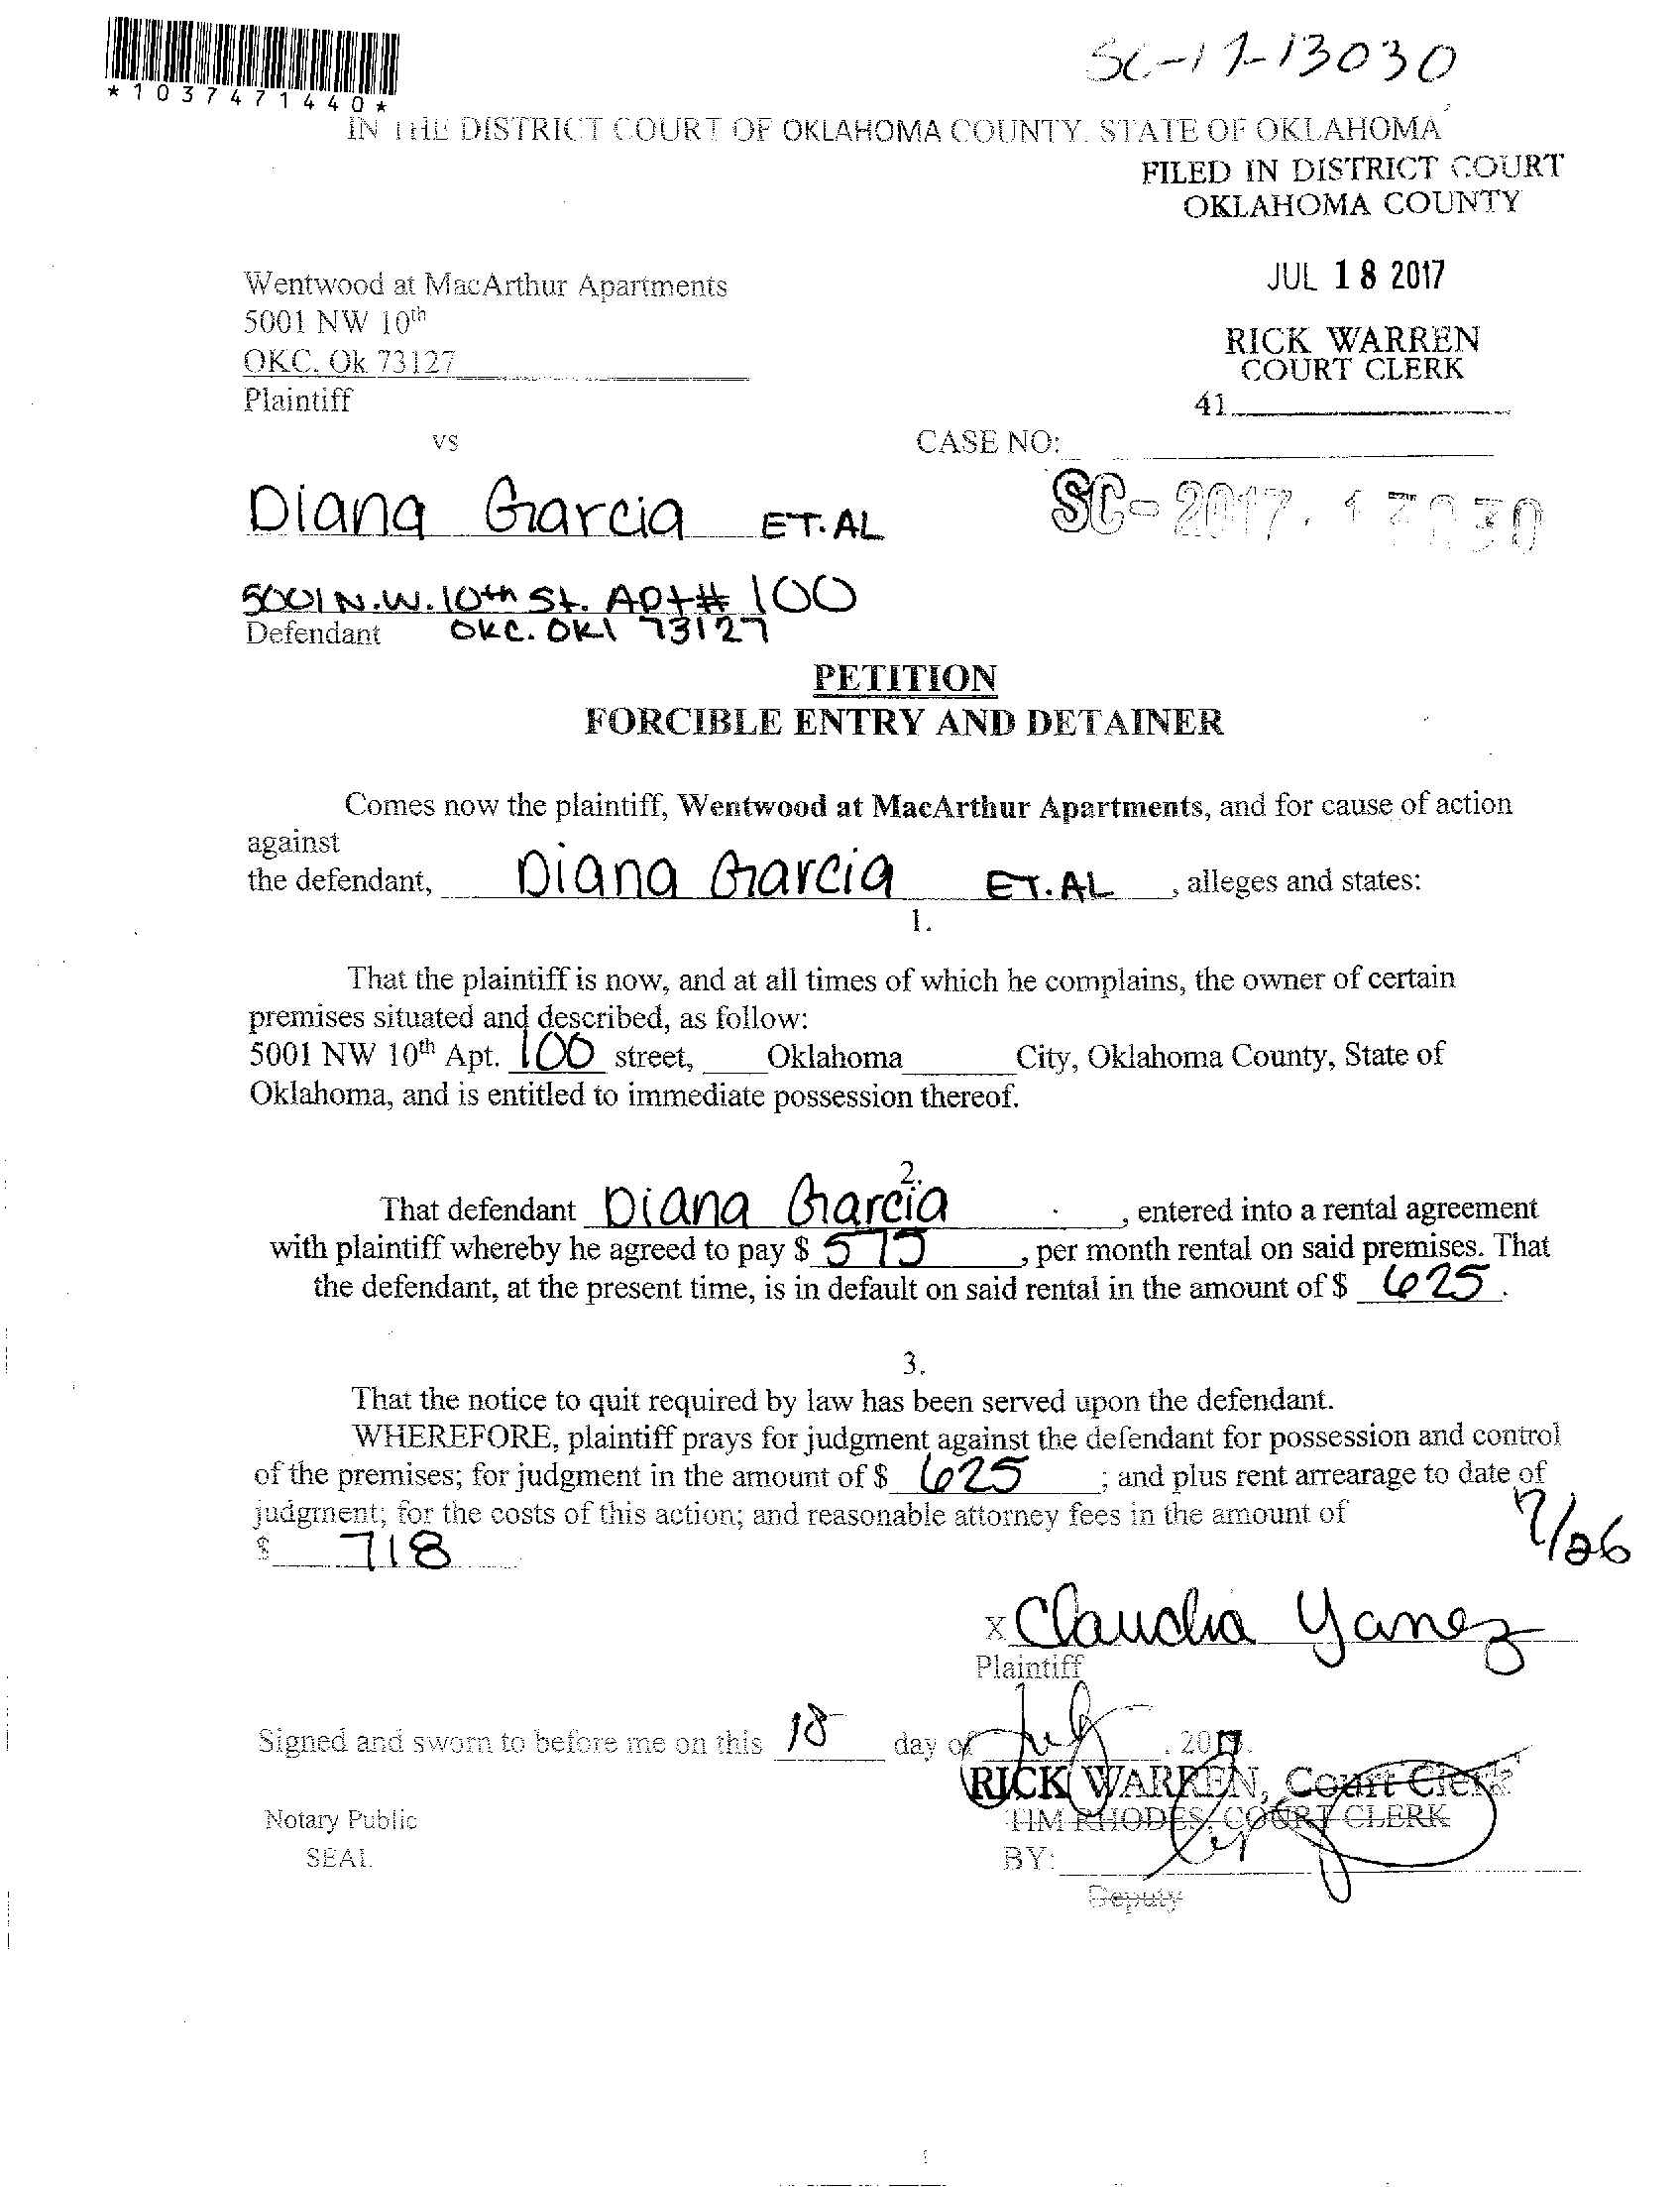 SC-17-13030
*1037471440*
IN THE DISTRICT COURT OF OKLAHOMA COUNTY, STATE OF OKLAHOMA
FILED IN DISTRICT COURT
OKLAHOMA COUNTY
JUL 18 2017
Wentwood at MacArthur Apartments
5001 NW 10th
OKC, Ok 73127
Plaintiff
RICK WARREN
COURT CLERK
41
vs
CASE NO:
Diana Garcia ET.AL
SC-2017-13030
5001 N.W. 10th St. Apt# 100
Defendant OKC. OKl 73127
PETITION
FORCIBLE ENTRY AND DETAINER
Comes now the plaintiff, Wentwood at MacArthur Apartments, and for cause of action
against
the defendant, Diana Garcia ET.AL, alleges and states:
1.
That the plaintiff is now, and at all times of which he complains, the owner of certain
premises situated and described, as follow:
5001 NW 10th Apt. 100 street, Oklahoma City, Oklahoma County, State of
Oklahoma, and is entitled to immediate possession thereof.
2.
That defendant Diana Garcia, entered into a rental agreement
with plaintiff whereby he agreed to pay $ 575, per month rental on said premises. That
the defendant, at the present time, is in default on said rental in the amount of $ 625.
3.
That the notice to quit required by law has been served upon the defendant.
WHEREFORE, plaintiff prays for judgment against the defendant for possession and control
of the premises; for judgment in the amount of $ 625; and plus rent arrearage to date of
judgment; for the costs of this action; and reasonable attorney fees in the amount of
$ 718
7/26
x Claudia Yanez
Plaintiff
Signed and sworn to before me on this 18 day of July, 2017.
RICK WARREN, Court Clerk
Notary Public
TIM RHODES, COURT CLERK
SEAL
BY:
Deputy